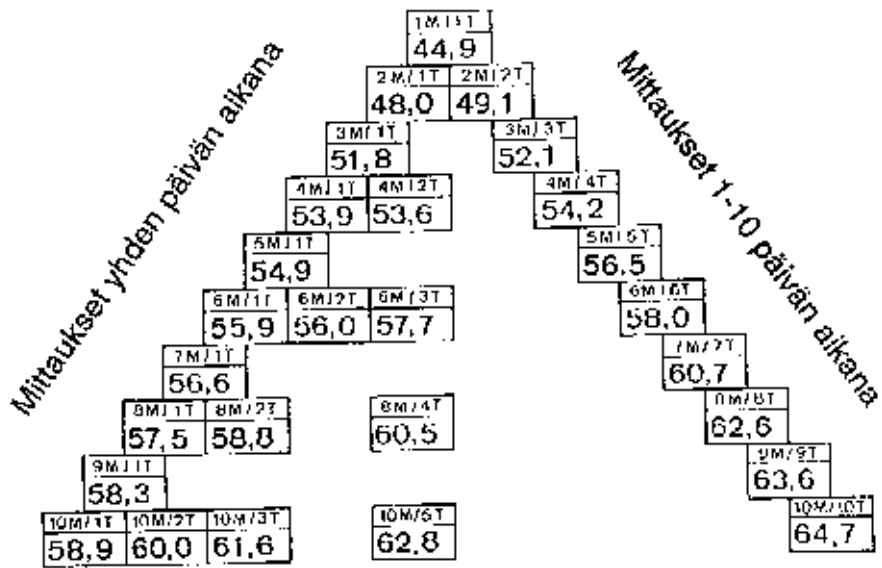 Mittaukset yhden päivän aikana
Mittaukset 1-10 päivän aikana
1M/1T
44,9
2M/1T 2M/2T
48,0 49,1
3M/1T 3M/3T
51,8 52,1
4M/1T 4M/2T 4M/4T
53,9 53,6 54,2
5M/1T 5M/5T
54,9 56,5
6M/1T 6M/2T 6M/3T 6M/6T
55,9 56,0 57,7 58,0
7M/1T 7M/7T
56,6 60,7
8M/1T 8M/2T 8M/4T 8M/8T
57,5 58,8 60,5 62,6
9M/1T 9M/9T
58,3 63,6
10M/1T 10M/2T 10M/3T 10M/5T 10M/10T
58,9 60,0 61,6 62,8 64,7